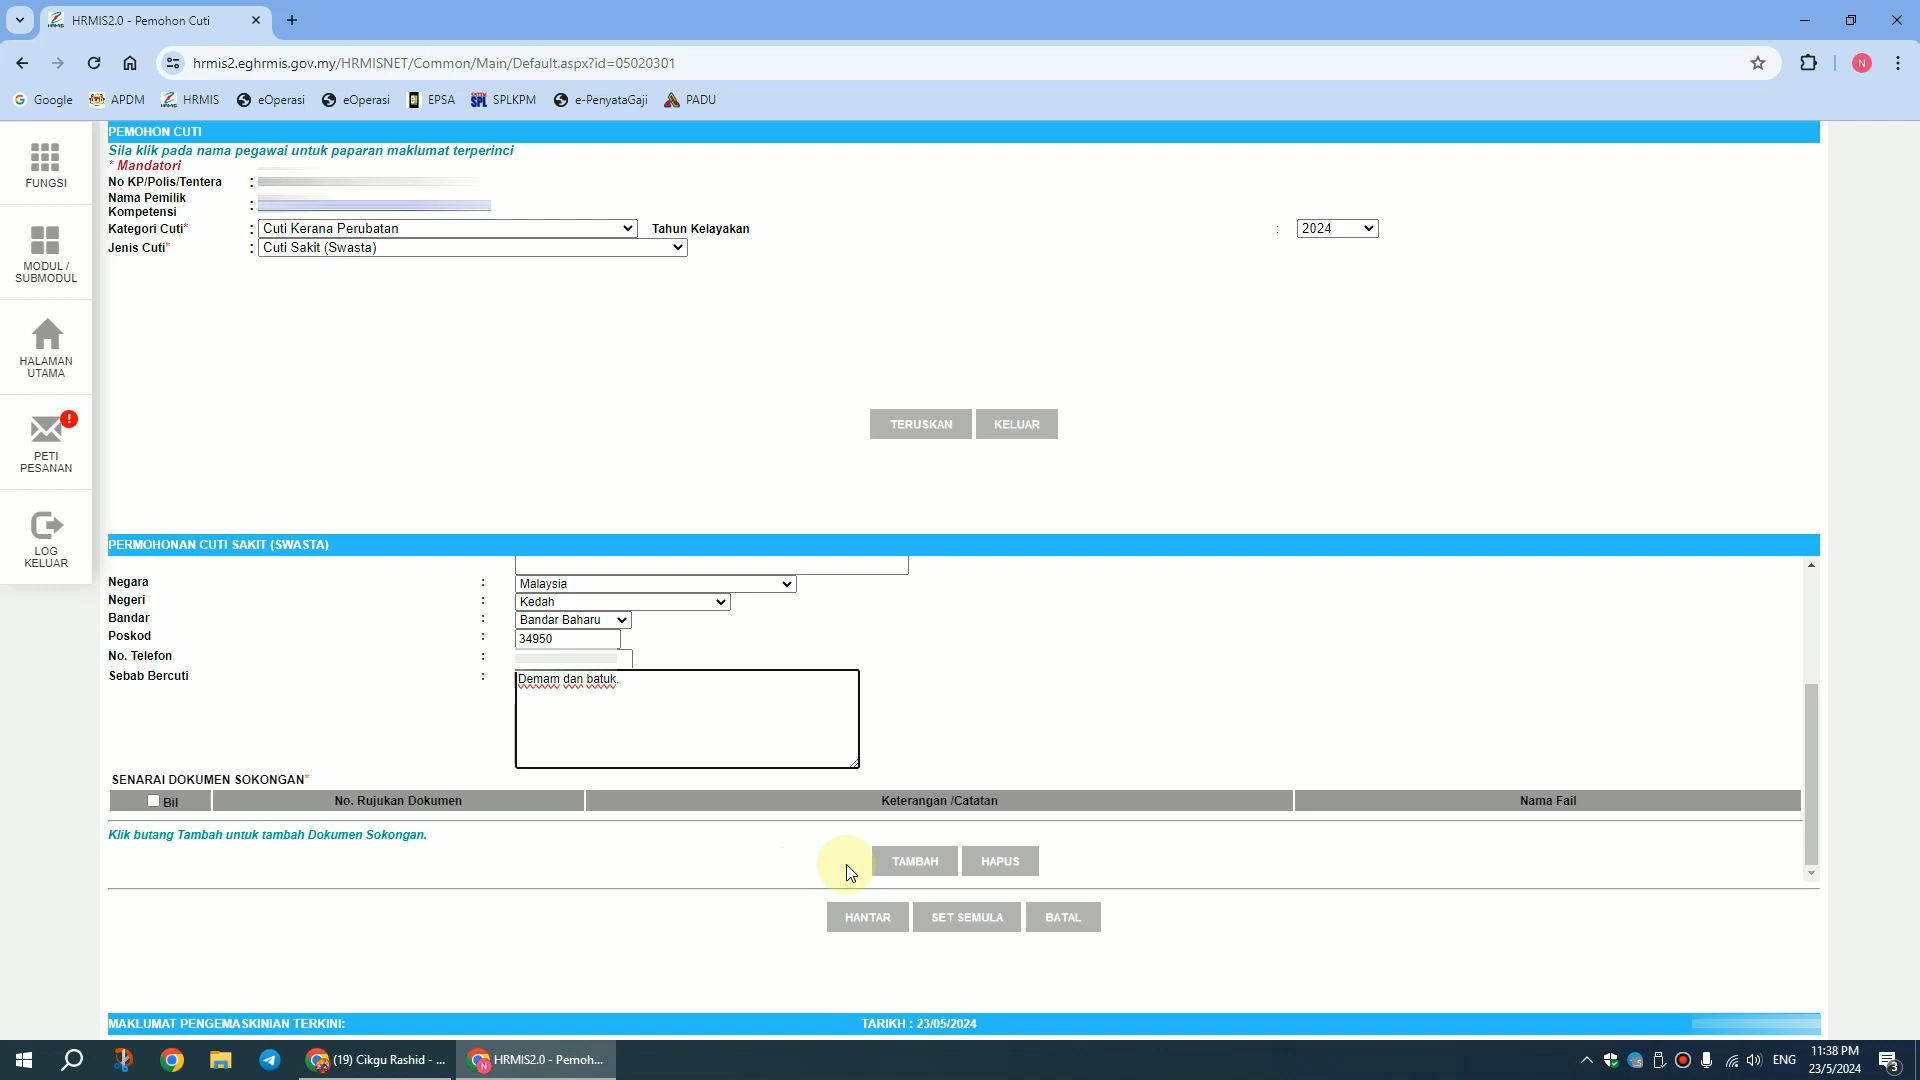 HRMIS2.0 - Pemohon Cuti
hrmis2.eghrmis.gov.my/HRMISNET/Common/Main/Default.aspx?id=05020301
N
Google APDM HRMIS eOperasi eOperasi EPSA SPLKPM e-PenyataGaji PADU
FUNGSI
MODUL /
SUBMODUL
HALAMAN
UTAMA
!
PETI
PESANAN
LOG
KELUAR
PEMOHON CUTI
Sila klik pada nama pegawai untuk paparan maklumat terperinci
* Mandatori
No KP/Polis/Tentera :
Nama Pemilik
Kompetensi :
Kategori Cuti* : Cuti Kerana Perubatan Tahun Kelayakan : 2024
Jenis Cuti* : Cuti Sakit (Swasta)
TERUSKAN KELUAR
PERMOHONAN CUTI SAKIT (SWASTA)
Negara : Malaysia
Negeri : Kedah
Bandar : Bandar Baharu
Poskod : 34950
No. Telefon :
Sebab Bercuti : Demam dan batuk.
SENARAI DOKUMEN SOKONGAN*
Bil No. Rujukan Dokumen Keterangan /Catatan Nama Fail
Klik butang Tambah untuk tambah Dokumen Sokongan.
TAMBAH HAPUS
HANTAR SET SEMULA BATAL
MAKLUMAT PENGEMASKINIAN TERKINI: TARIKH : 23/05/2024
(19) Cikgu Rashid - ... N HRMIS2.0 - Pemoh... ENG 11:38 PM
23/5/2024
3